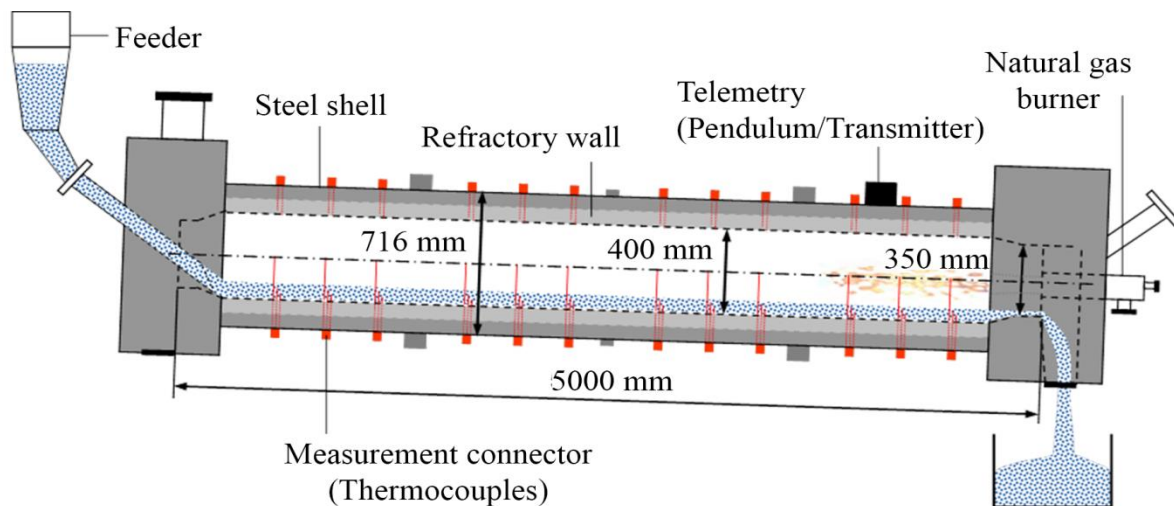 Feeder
Steel shell
Refractory wall
Telemetry
(Pendulum/Transmitter)
Natural gas
burner
716 mm
400 mm
350 mm
5000 mm
Measurement connector
(Thermocouples)